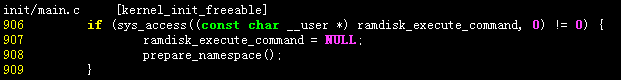 init/main.c     [kernel_init_freeable]
906         if (sys_access((const char __user *) ramdisk_execute_command, 0) != 0) {
907                 ramdisk_execute_command = NULL;
908                 prepare_namespace();
909         }